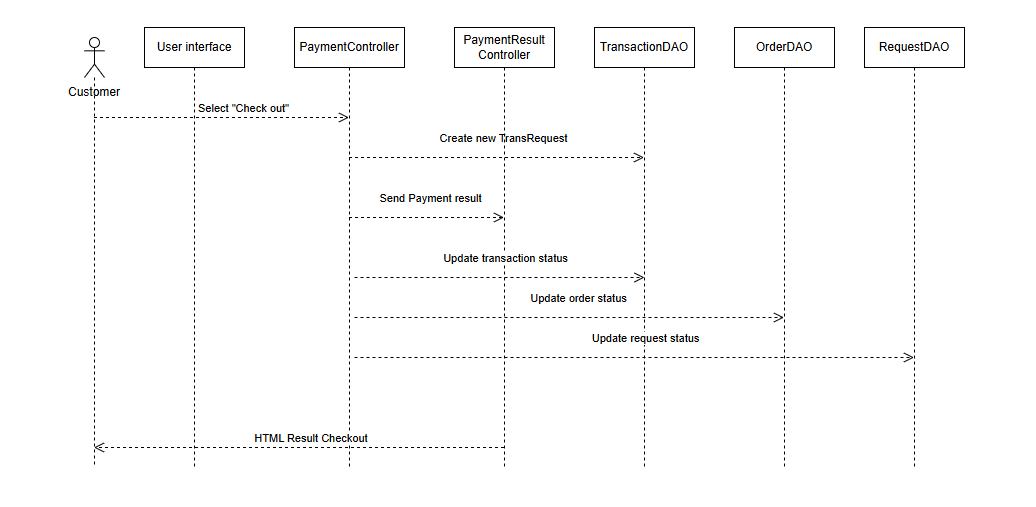 User interface
PaymentController
PaymentResult
Controller
TransactionDAO
OrderDAO
RequestDAO
Customer
Select "Check out"
Create new TransRequest
Send Payment result
Update transaction status
Update order status
Update request status
HTML Result Checkout